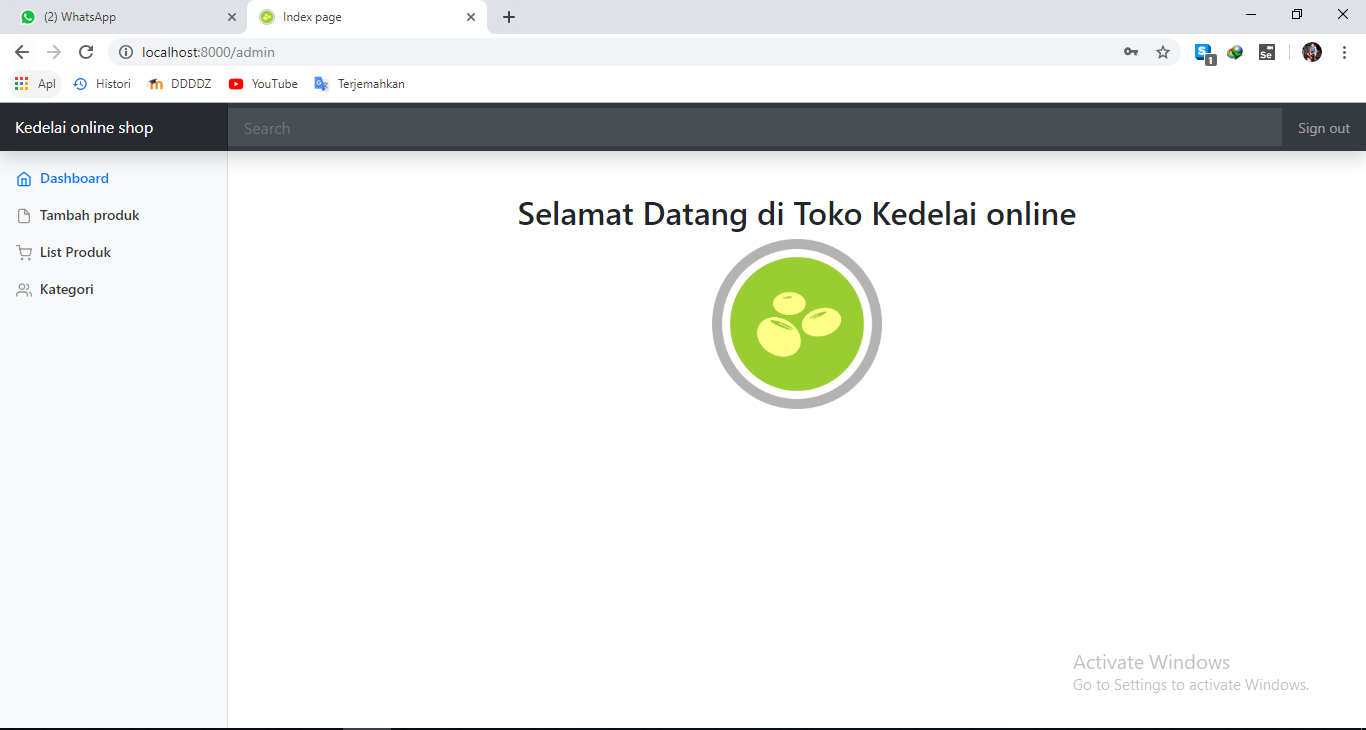 (2) WhatsApp
Index page
localhost:8000/admin
1
Se
Apl
Histori
DDDDZ
YouTube
Terjemahkan
Kedelai online shop
Search
Sign out
Dashboard
Tambah produk
List Produk
Kategori
Selamat Datang di Toko Kedelai online
Activate Windows
Go to Settings to activate Windows.